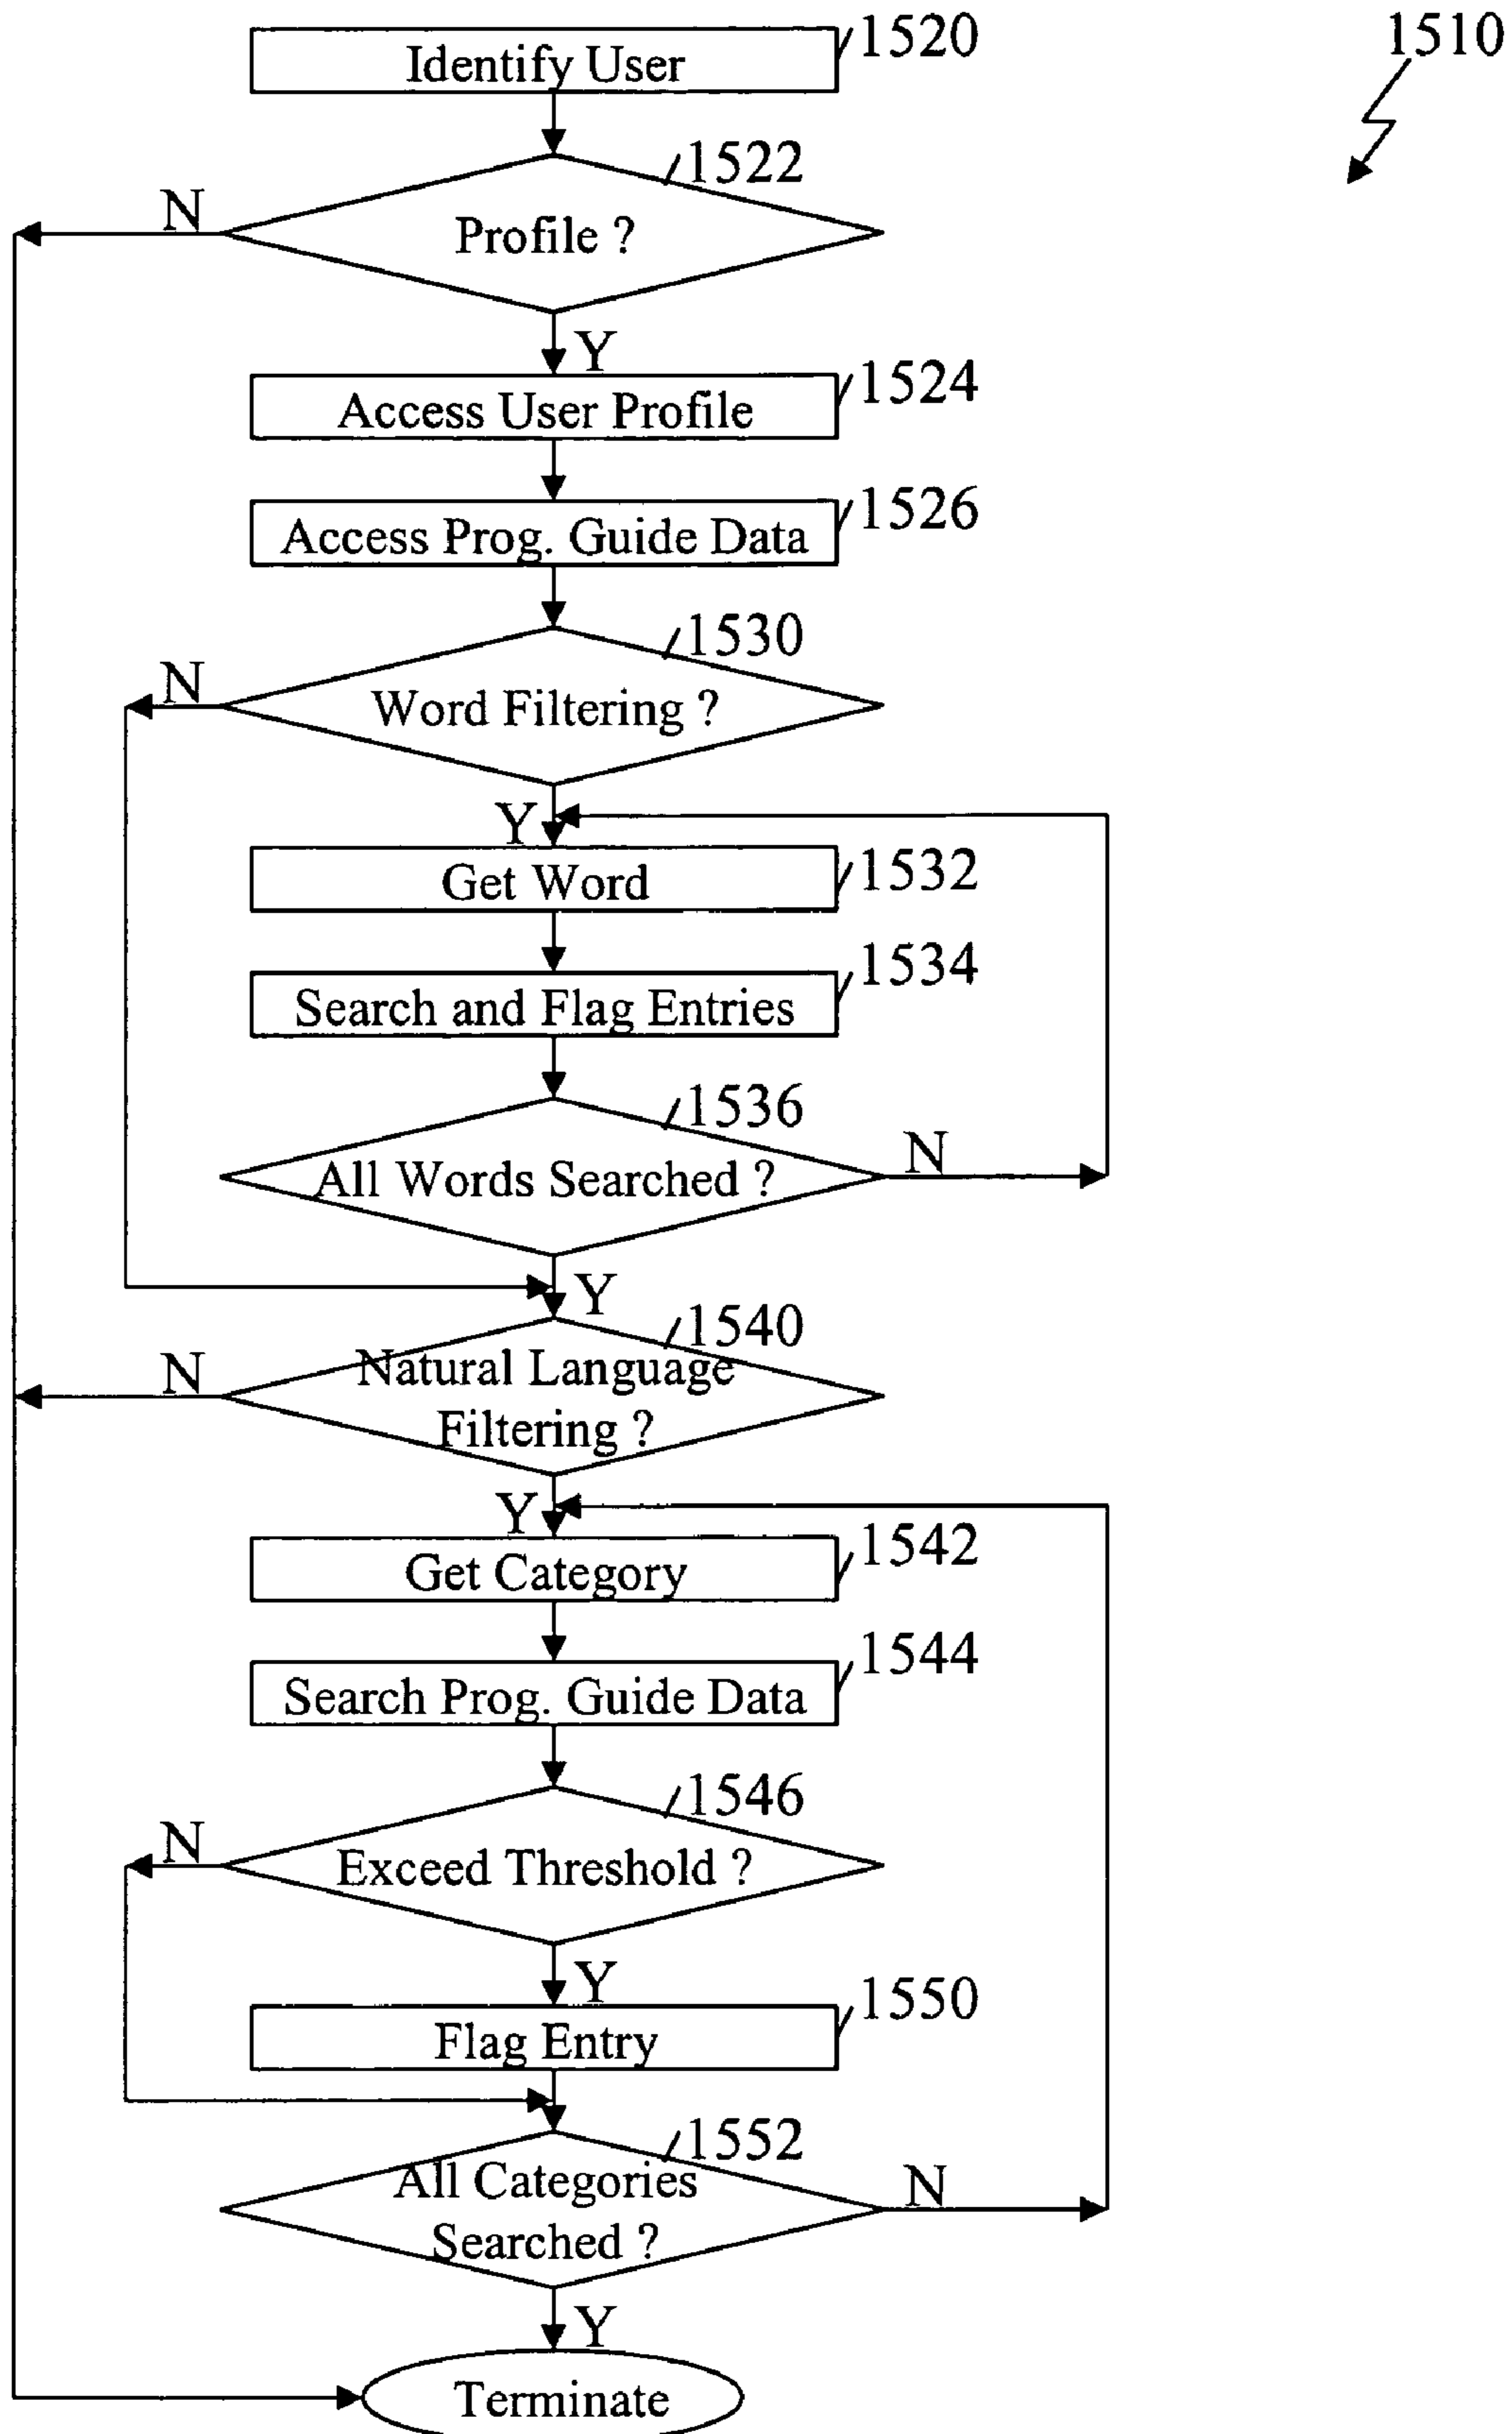 Identify User
1520
1510
1522
N
Profile ?
Y
Access User Profile
1524
Access Prog. Guide Data
1526
1530
N
Word Filtering ?
Y
Get Word
1532
Search and Flag Entries
1534
1536
All Words Searched ?
N
Y
1540
N
Natural Language
Filtering ?
Y
Get Category
1542
Search Prog. Guide Data
1544
1546
N
Exceed Threshold ?
Y
Flag Entry
1550
1552
All Categories
Searched ?
N
Y
Terminate